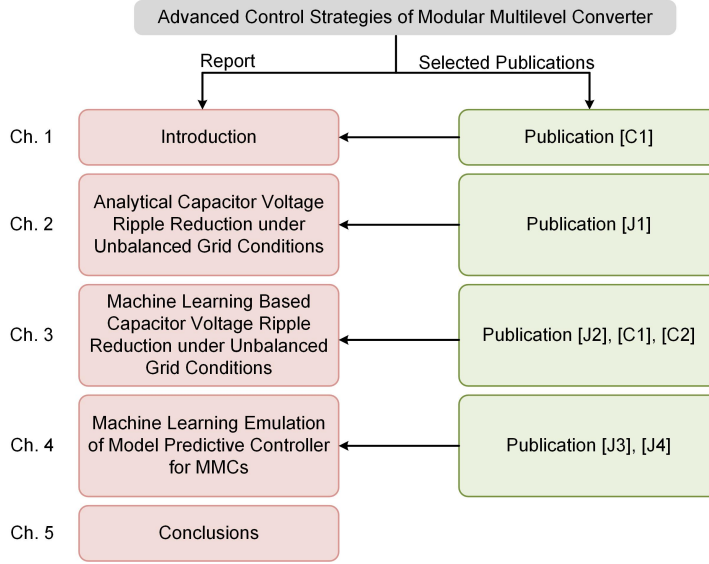 Advanced Control Strategies of Modular Multilevel Converter
Report
Selected Publications
Ch. 1
Introduction
Publication [C1]
Ch. 2
Analytical Capacitor Voltage
Ripple Reduction under
Unbalanced Grid Conditions
Publication [J1]
Ch. 3
Machine Learning Based
Capacitor Voltage Ripple
Reduction under Unbalanced
Grid Conditions
Publication [J2], [C1], [C2]
Ch. 4
Machine Learning Emulation
of Model Predictive Controller
for MMCs
Publication [J3], [J4]
Ch. 5
Conclusions